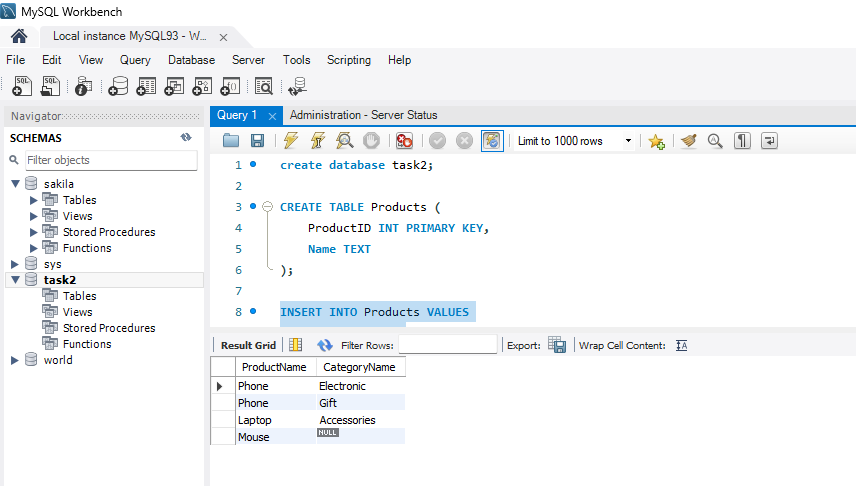 MySQL Workbench
Local instance MySQL93 - W... ×
File Edit View Query Database Server Tools Scripting Help
Navigator
SCHEMAS
Filter objects
sakila
Tables
Views
Stored Procedures
Functions
sys
task2
Tables
Views
Stored Procedures
Functions
world
Query 1 × Administration - Server Status
Limit to 1000 rows
1 create database task2;
2
3 CREATE TABLE Products (
4 ProductID INT PRIMARY KEY,
5 Name TEXT
6 );
7
8 INSERT INTO Products VALUES
Result Grid Filter Rows: Export: Wrap Cell Content:
ProductName CategoryName
Phone Electronic
Phone Gift
Laptop Accessories
Mouse NULL